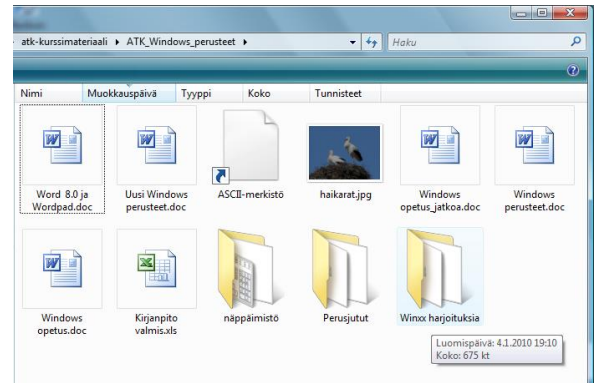 atk-kurssimateriaali ▸ ATK_Windows_perusteet ▸ Haku
Nimi Muokkauspäivä Tyyppi Koko Tunnisteet
Word 8.0 ja
Wordpad.doc
Uusi Windows
perusteet.doc
ASCII-merkistö
haikarat.jpg
Windows
opetus_jatkoa.doc
Windows
perusteet.doc
Windows
opetus.doc
Kirjanpito
valmis.xls
näppäimistö
Perusjutut
Winxx harjoituksia
Luomispäivä: 4.1.2010 19:10
Koko: 675 kt